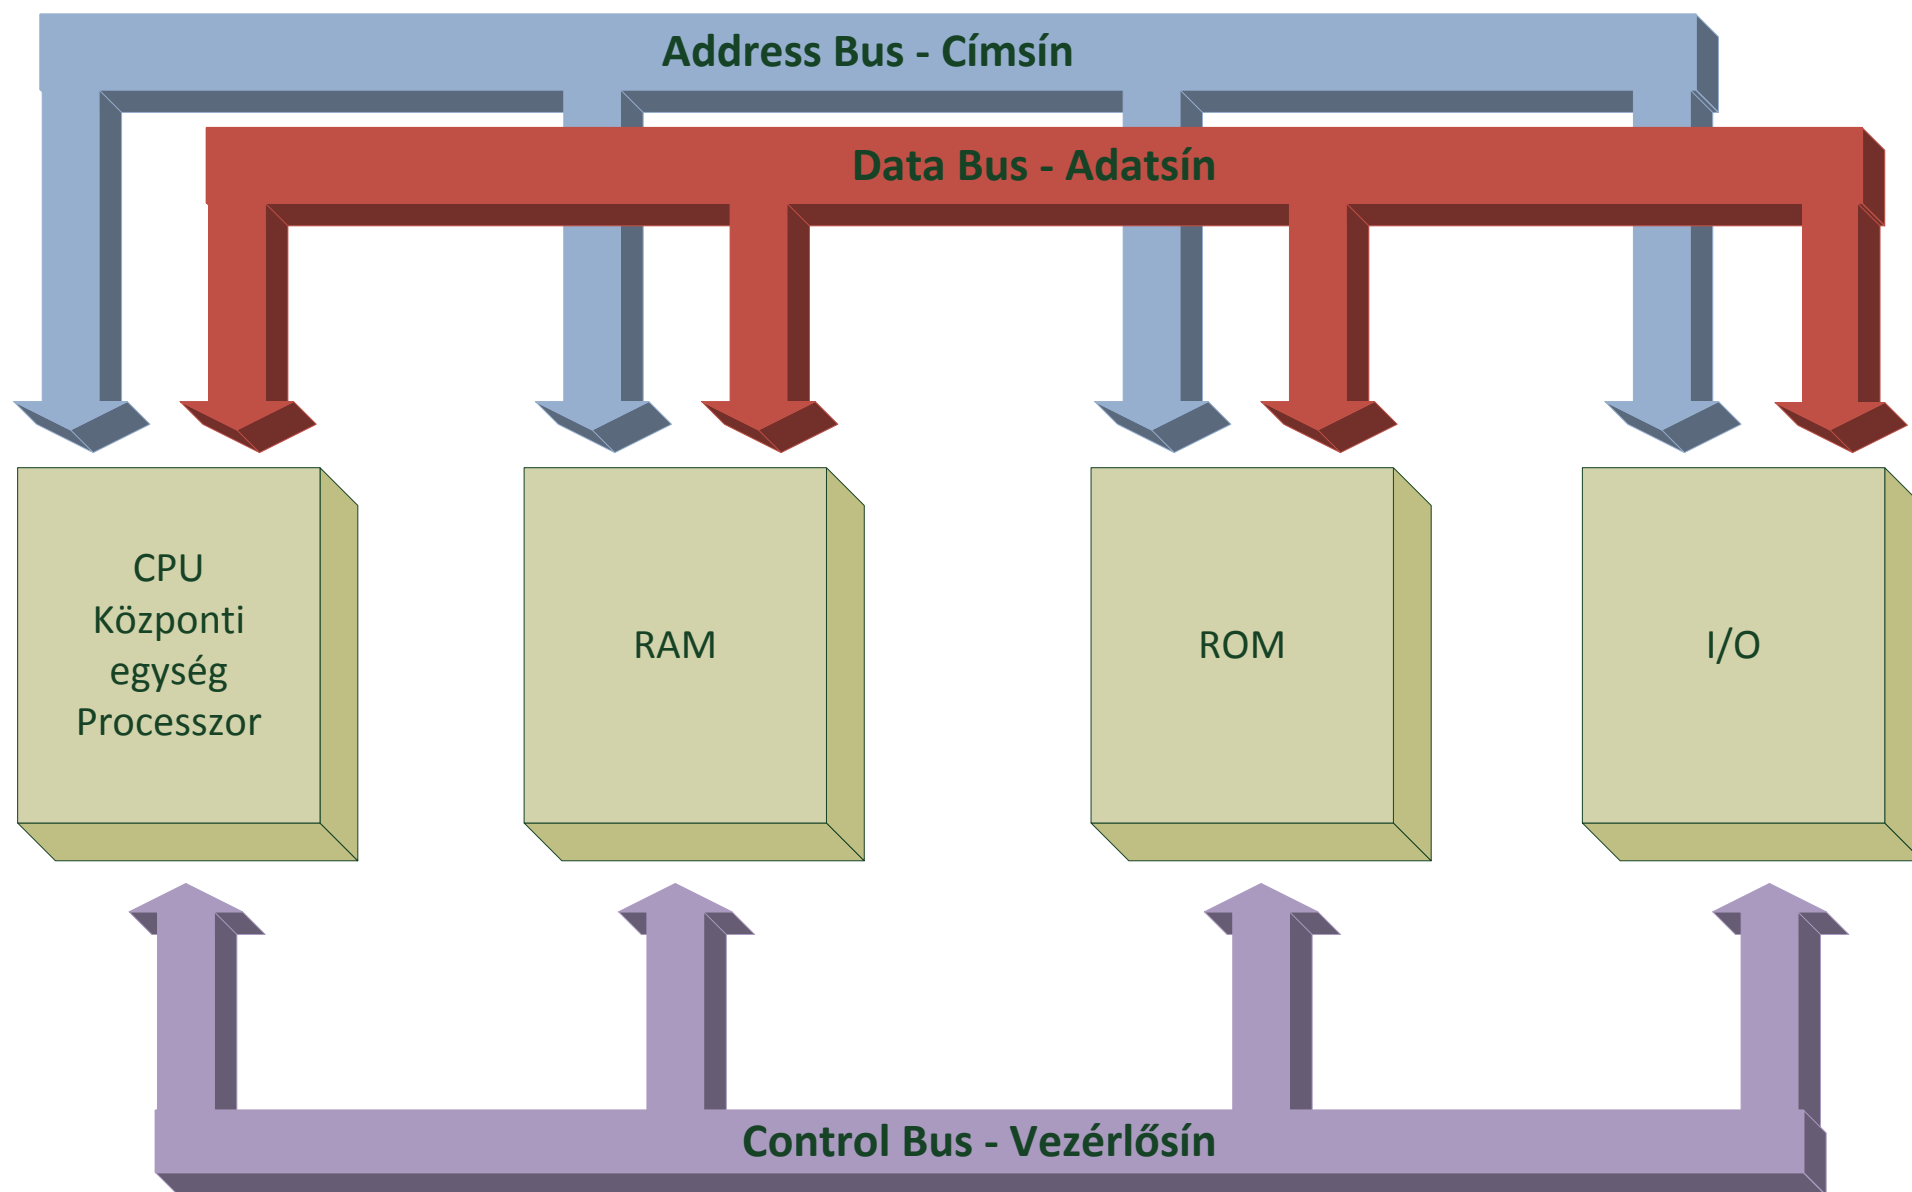 Address Bus - Címsín
Data Bus - Adatsín
CPU
Központi
egység
Processzor
RAM
ROM
I/O
Control Bus - Vezérlősín